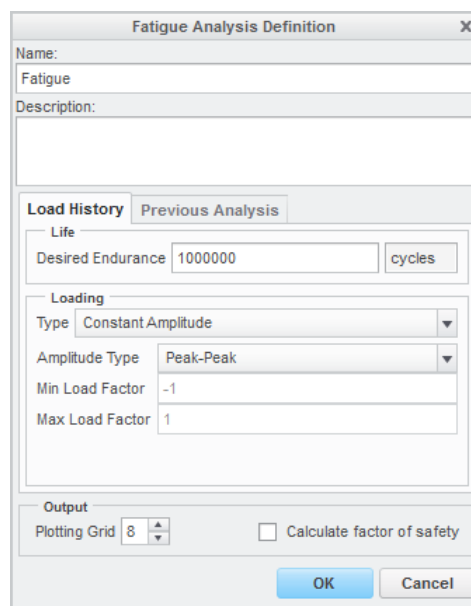 Fatigue Analysis Definition
Name:
Fatigue
Description:
Load History Previous Analysis
Life
Desired Endurance 1000000 cycles
Loading
Type Constant Amplitude
Amplitude Type Peak-Peak
Min Load Factor -1
Max Load Factor 1
Output
Plotting Grid 8 Calculate factor of safety
OK Cancel